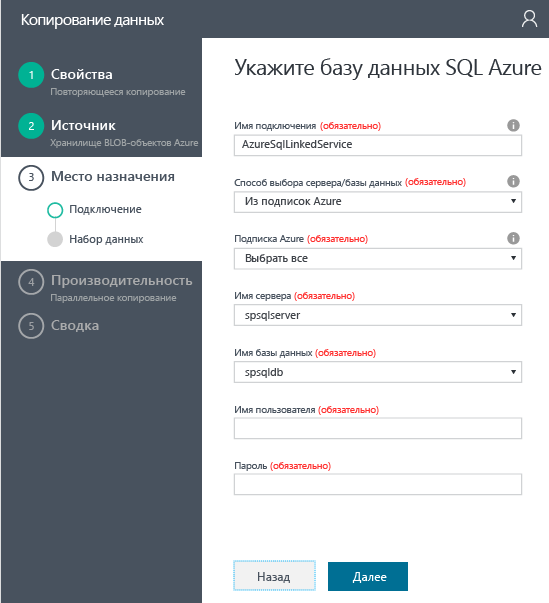 Копирование данных
1 Свойства
Повторяющееся копирование
2 Источник
Хранилище BLOB-объектов Azure
3 Место назначения
Подключение
Набор данных
4 Производительность
Параллельное копирование
5 Сводка
Укажите базу данных SQL Azure
Имя подключения (обязательно)
AzureSqlLinkedService
Способ выбора сервера/базы данных (обязательно)
Из подписок Azure
Подписка Azure (обязательно)
Выбрать все
Имя сервера (обязательно)
spsqlserver
Имя базы данных (обязательно)
spsqldb
Имя пользователя (обязательно)
Пароль (обязательно)
Назад
Далее